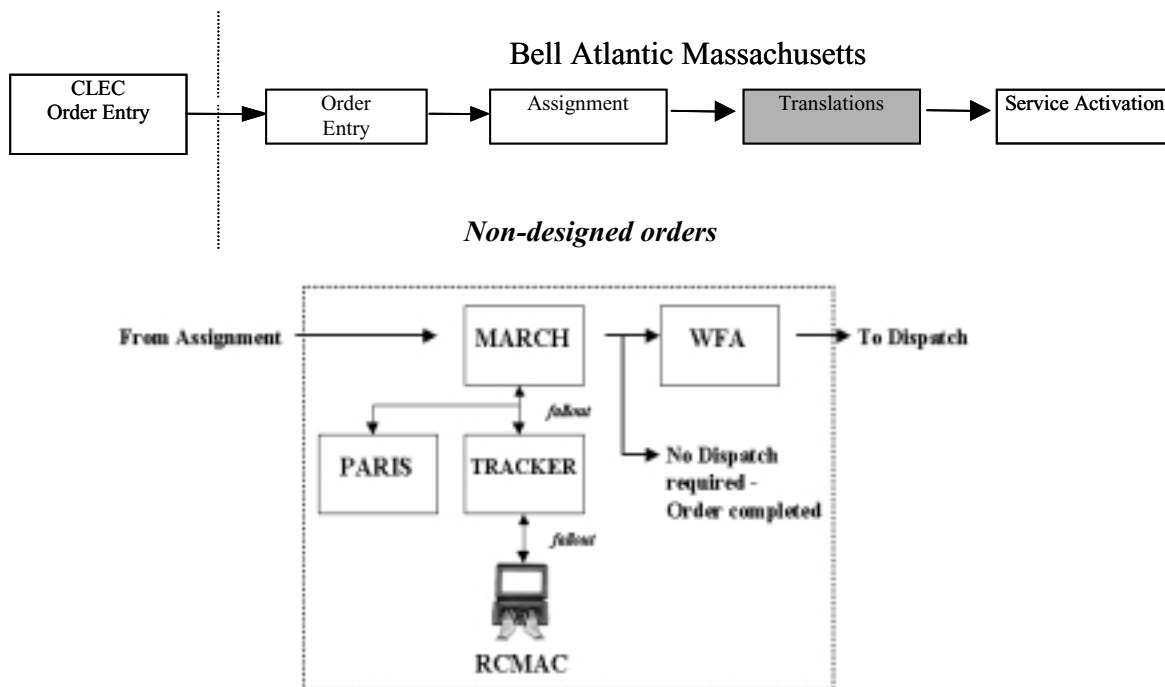 Bell Atlantic Massachusetts
CLEC
Order Entry
Order
Entry
Assignment
Translations
Service Activation
Non-designed orders
From Assignment
MARCH
WFA
To Dispatch
fallout
PARIS
TRACKER
No Dispatch
required -
Order completed
fallout
RCMAC